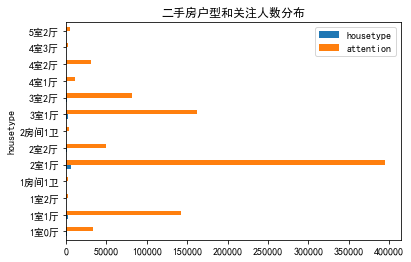 二手房户型和关注人数分布
housetype
attention
housetype
5室2厅
4室3厅
4室2厅
4室1厅
3室2厅
3室1厅
2房间1卫
2室2厅
2室1厅
1房间1卫
1室2厅
1室1厅
1室0厅
0 50000 100000 150000 200000 250000 300000 350000 400000